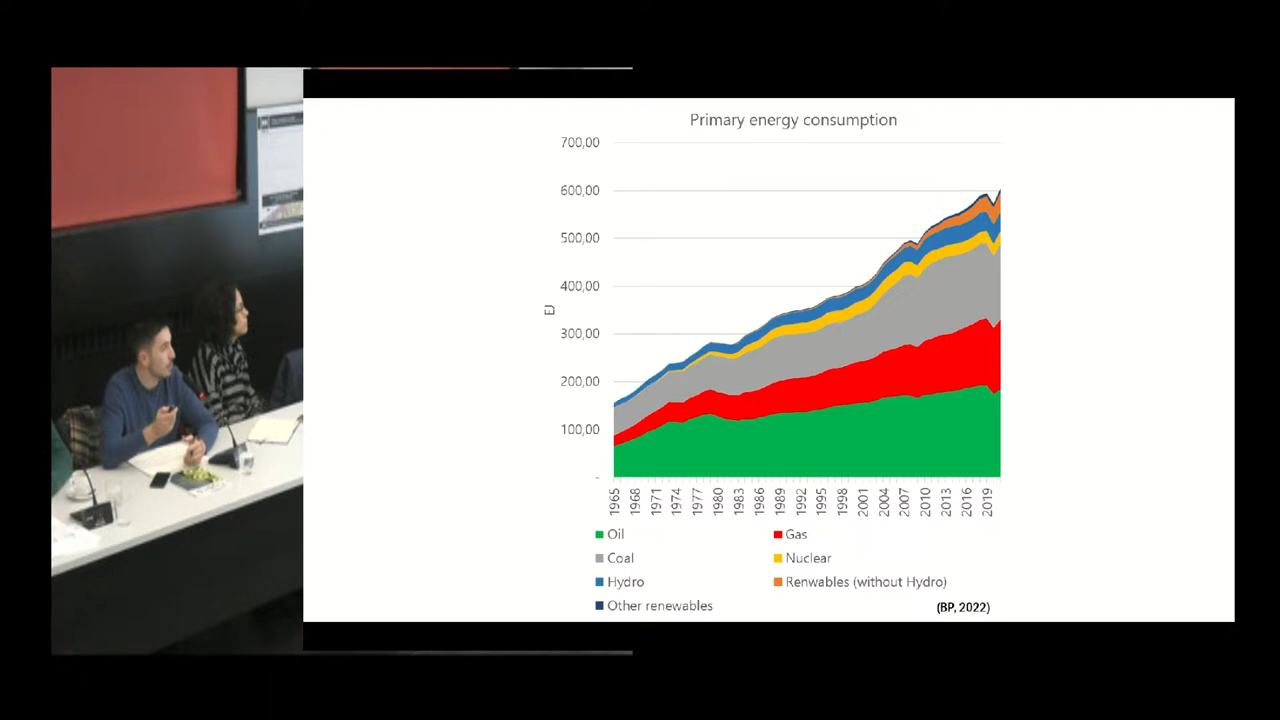 Primary energy consumption
700,00
600,00
500,00
400,00
300,00
200,00
100,00
-
EJ
1965 1968 1971 1974 1977 1980 1983 1986 1989 1992 1995 1998 2001 2004 2007 2010 2013 2016 2019
Oil Gas
Coal Nuclear
Hydro Renwables (without Hydro)
Other renewables
(BP, 2022)